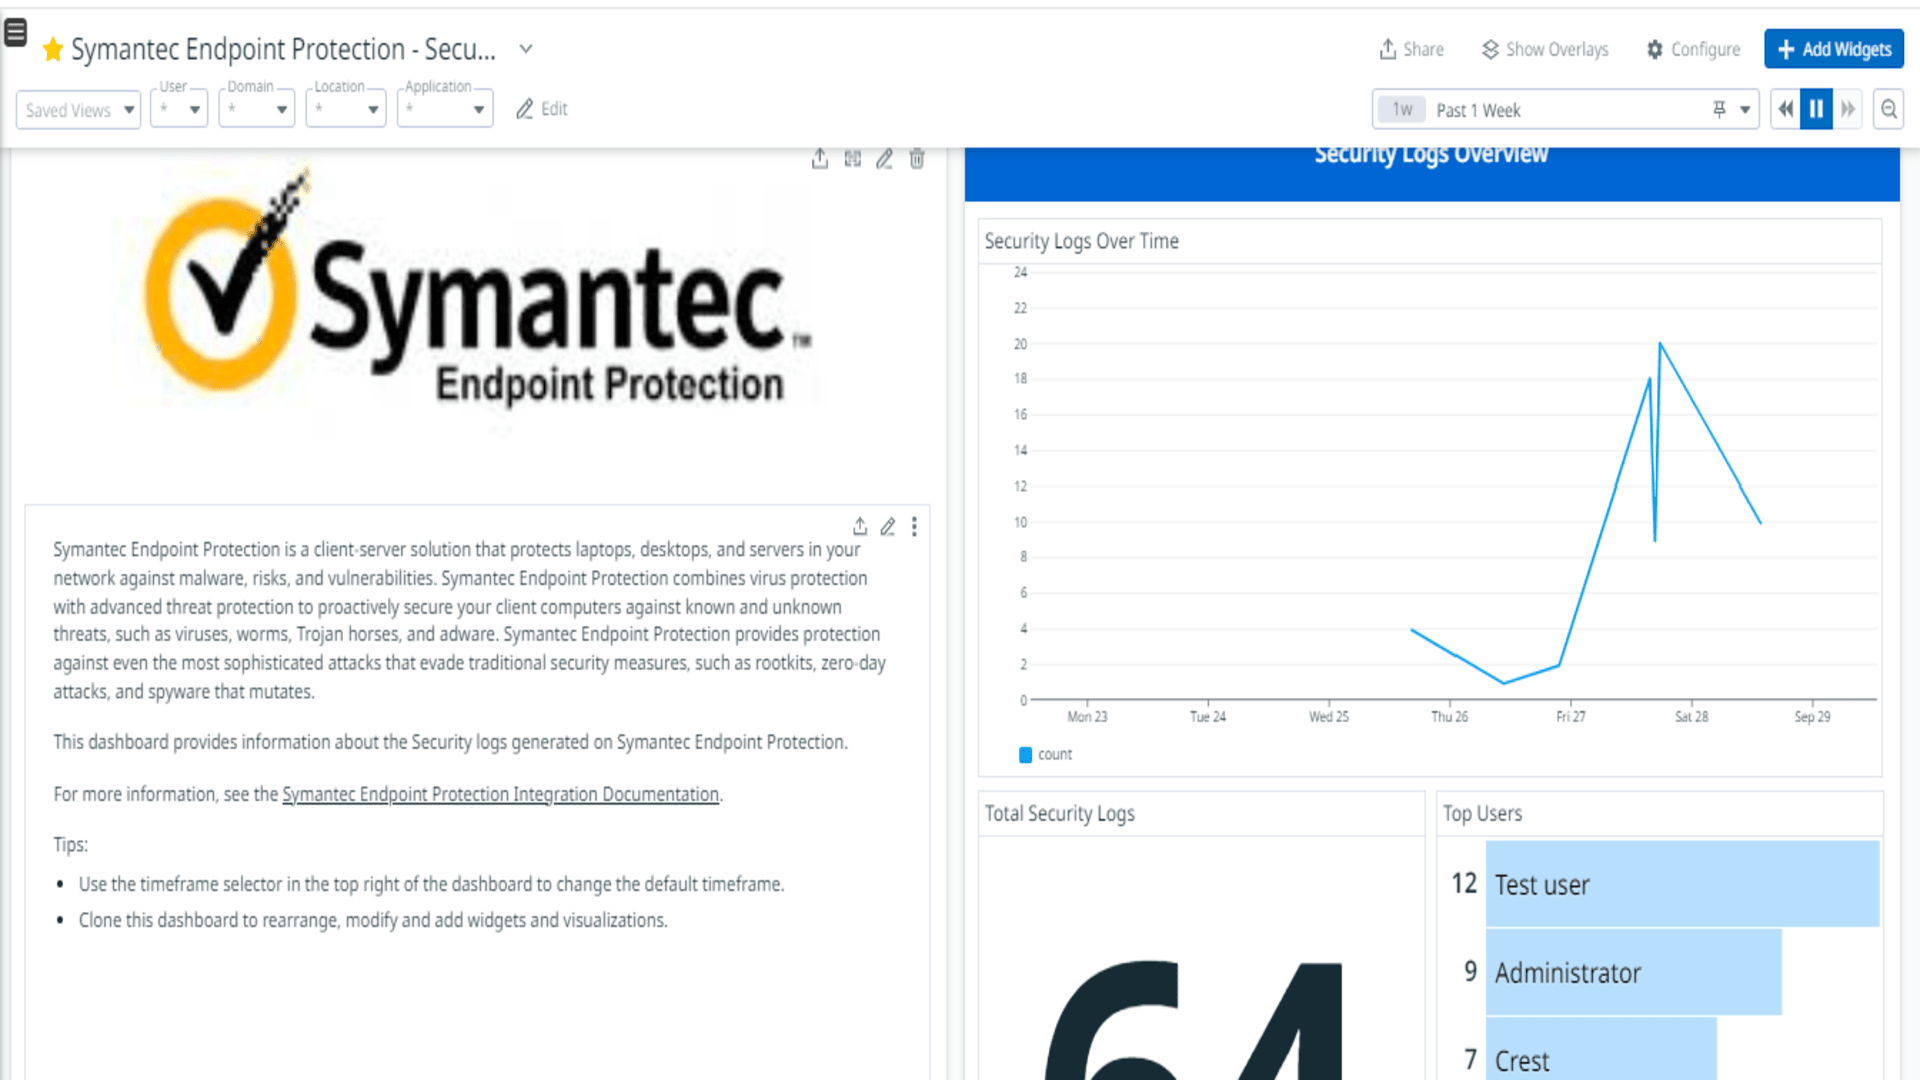 Symantec Endpoint Protection - Secu...
Share
Show Overlays
Configure
+ Add Widgets
Saved Views
User
*
Domain
*
Location
*
Application
*
Edit
1w
Past 1 Week
Symantec™
Endpoint Protection
Symantec Endpoint Protection is a client-server solution that protects laptops, desktops, and servers in your
network against malware, risks, and vulnerabilities. Symantec Endpoint Protection combines virus protection
with advanced threat protection to proactively secure your client computers against known and unknown
threats, such as viruses, worms, Trojan horses, and adware. Symantec Endpoint Protection provides protection
against even the most sophisticated attacks that evade traditional security measures, such as rootkits, zero-day
attacks, and spyware that mutates.
This dashboard provides information about the Security logs generated on Symantec Endpoint Protection.
For more information, see the Symantec Endpoint Protection Integration Documentation.
Tips:
• Use the timeframe selector in the top right of the dashboard to change the default timeframe.
• Clone this dashboard to rearrange, modify and add widgets and visualizations.
Security Logs Overview
Security Logs Over Time
24
22
20
18
16
14
12
10
8
6
4
2
0
Mon 23 Tue 24 Wed 25 Thu 26 Fri 27 Sat 28 Sep 29
count
Total Security Logs
64
Top Users
12 Test user
9 Administrator
7 Crest